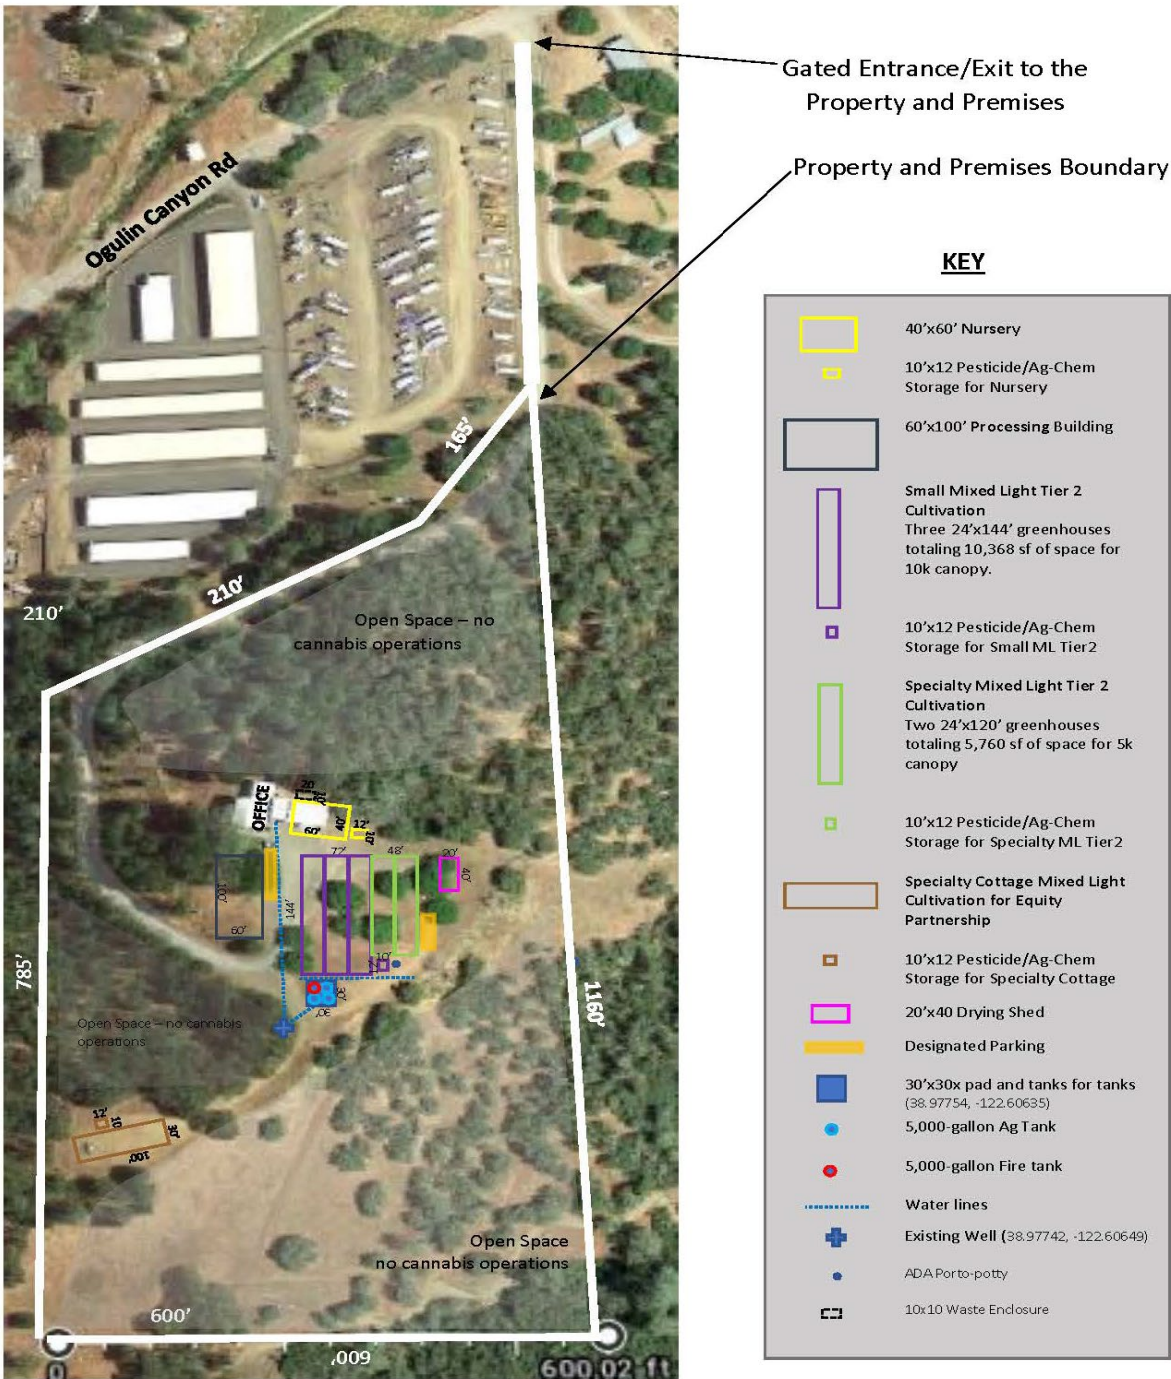 Gated Entrance/Exit to the
Property and Premises
Property and Premises Boundary
Ogulin Canyon Rd
165'
210'
210'
Open Space – no
cannabis operations
OFFICE
20'
10'
60'
40'
12'
10'
72'
48'
20'
40'
100'
60'
144'
10'
12'
30'
30'
785'
1160'
Open Space – no cannabis
operations
12'
10
30'
100'
Open Space
no cannabis operations
600'
600'
0
600.02 ft
KEY
40'x60' Nursery
10'x12 Pesticide/Ag-Chem
Storage for Nursery
60'x100' Processing Building
Small Mixed Light Tier 2
Cultivation
Three 24'x144' greenhouses
totaling 10,368 sf of space for
10k canopy.
10'x12 Pesticide/Ag-Chem
Storage for Small ML Tier2
Specialty Mixed Light Tier 2
Cultivation
Two 24'x120' greenhouses
totaling 5,760 sf of space for 5k
canopy
10'x12 Pesticide/Ag-Chem
Storage for Specialty ML Tier2
Specialty Cottage Mixed Light
Cultivation for Equity
Partnership
10'x12 Pesticide/Ag-Chem
Storage for Specialty Cottage
20'x40 Drying Shed
Designated Parking
30'x30x pad and tanks for tanks
(38.97754, -122.60635)
5,000-gallon Ag Tank
5,000-gallon Fire tank
Water lines
Existing Well (38.97742, -122.60649)
ADA Porto-potty
10x10 Waste Enclosure